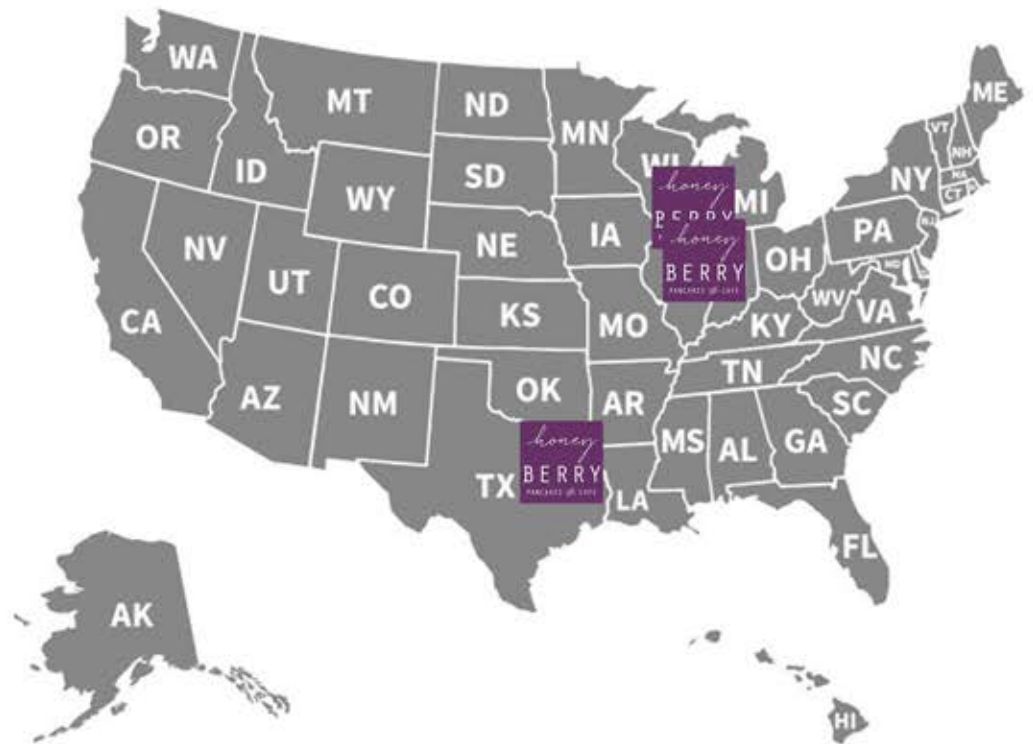 WA
MT
ND
MN
ME
OR
ID
SD
WI
VT
NH
NY
MA
CT
WY
honey
BERRY
MI
IA
NE
NV
UT
CO
honey
BERRY
PANCAKES & CAFE
OH
PA
NJ
MD
WV
VA
CA
KS
MO
KY
AZ
NM
OK
AR
TN
NC
SC
TX
honey
BERRY
PANCAKES & CAFE
LA
MS
AL
GA
FL
AK
HI